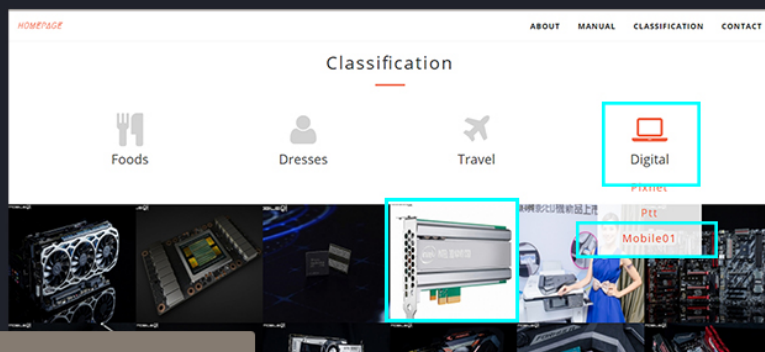 HOMEPAGE
ABOUT MANUAL CLASSIFICATION CONTACT
Classification
Foods Dresses Travel Digital
Pixnet
Ptt
Mobile01